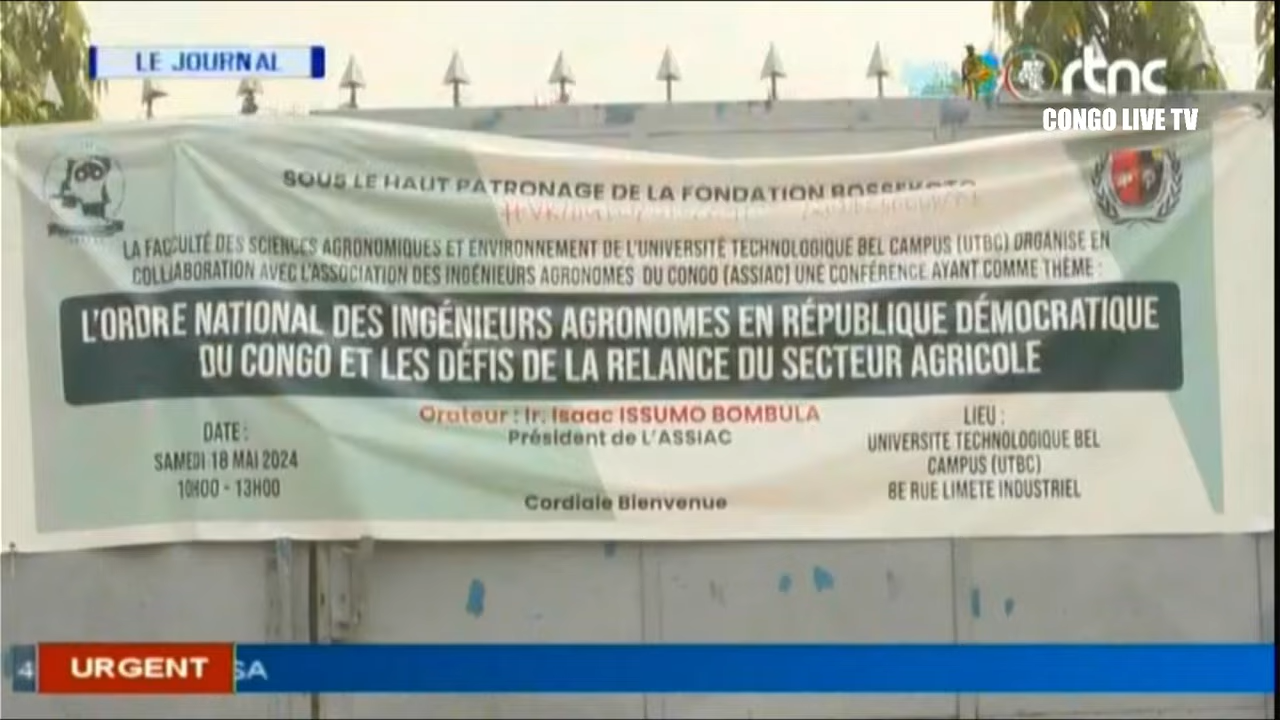 LE JOURNAL
rtnc
CONGO LIVE TV
SOUS LE HAUT PATRONAGE DE LA FONDATION
LA FACULTÉ DES SCIENCES AGRONOMIQUES ET ENVIRONNEMENT DE L'UNIVERSITÉ TECHNOLOGIQUE BEL CAMPUS (UTBC) ORGANISE EN
COLLABORATION AVEC L'ASSOCIATION DES INGÉNIEURS AGRONOMES DU CONGO (ASSIAC) UNE CONFÉRENCE AYANT COMME THÈME :
L'ORDRE NATIONAL DES INGÉNIEURS AGRONOMES EN RÉPUBLIQUE DÉMOCRATIQUE
DU CONGO ET LES DÉFIS DE LA RELANCE DU SECTEUR AGRICOLE
Orateur : Ir. Isaac ISSUMO BOMBULA
Président de L'ASSIAC
DATE :
SAMEDI 18 MAI 2024
10H00 - 13H00
LIEU :
UNIVERSITE TECHNOLOGIQUE BEL
CAMPUS (UTBC)
8E RUE LIMETE INDUSTRIEL
Cordiale Bienvenue
4 URGENT SA